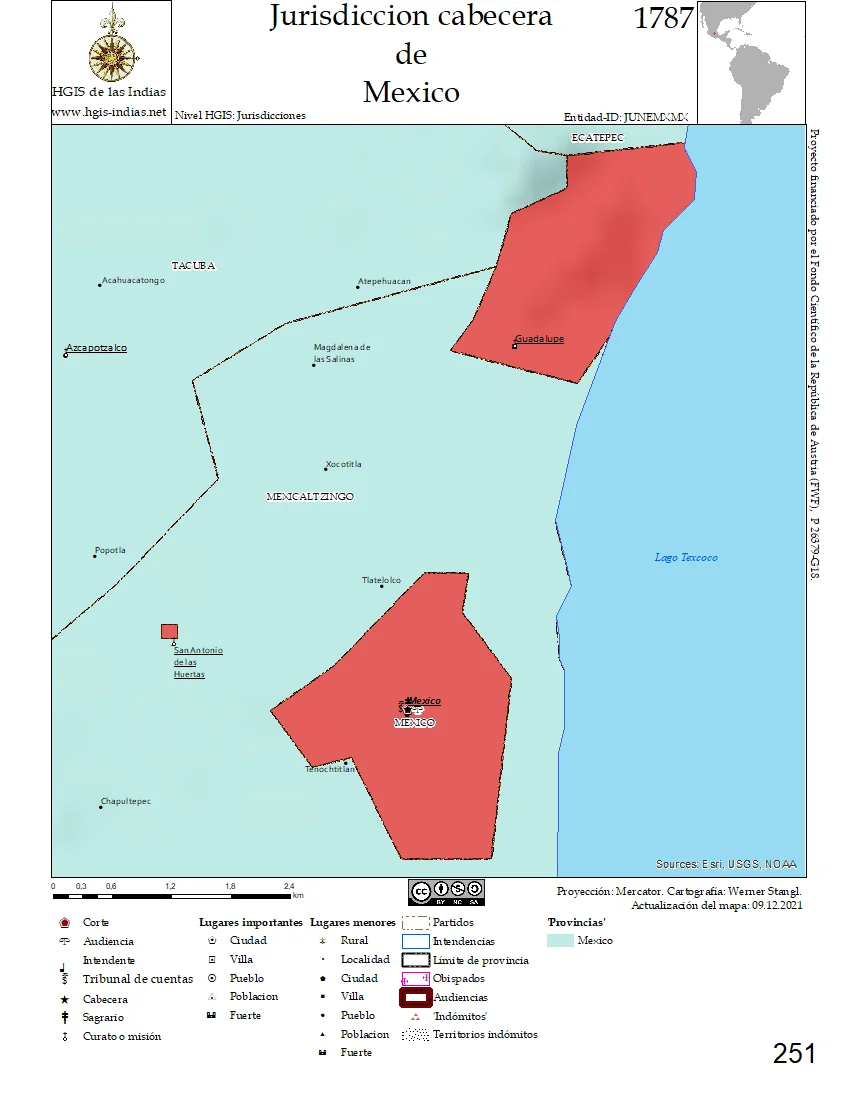 Jurisdiccion cabecera
de
Mexico
1787
HGIS de las Indias
www.hgis-indias.net
Nivel HGIS: Jurisdicciones
Entidad-ID: JUNEMXMX
Proyecto financiado por el Fondo Científico de la República de Austria (FWF), P 26379-G18.
ECATEPEC
TACUBA
Acahuacatongo
Atepehuacan
Azcapotzalco
Magdalena de
las Salinas
Guadalupe
Xocotitla
MEXICALTZINGO
Popotla
Lago Texcoco
Tlatelolco
San Antonio
de las
Huertas
Mexico
MEXICO
Tenochtitlan
Chapultepec
Sources: Esri, USGS, NOAA
0 0,3 0,6 1,2 1,8 2,4
km
CC BY NC SA
Proyección: Mercator. Cartografía: Werner Stangl.
Actualización del mapa: 09.12.2021
Corte
Audiencia
Intendente
Tribunal de cuentas
Cabecera
Sagrario
Curato o misión
Lugares importantes
Ciudad
Villa
Pueblo
Poblacion
Fuerte
Lugares menores
Rural
Localidad
Ciudad
Villa
Pueblo
Poblacion
Fuerte
Partidos
Intendencias
Límite de provincia
Obispados
Audiencias
'Indómitos'
Territorios indómitos
'Provincias'
Mexico
251